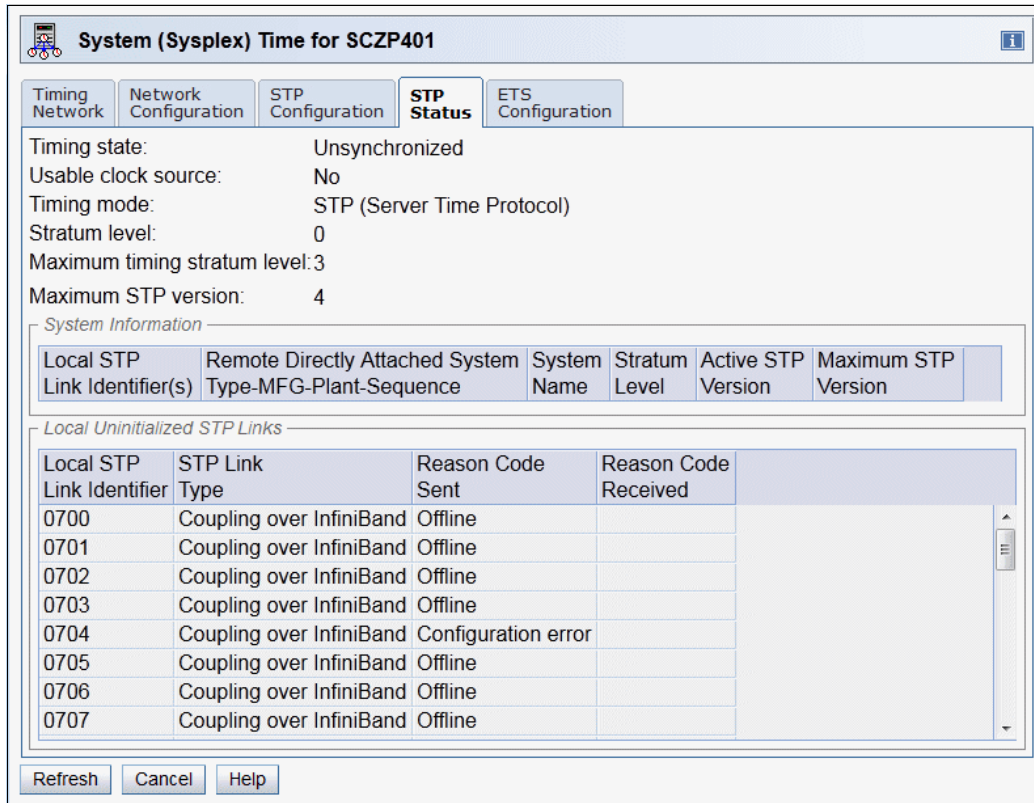 System (Sysplex) Time for SCZP401
Timing Network
Network Configuration
STP Configuration
STP Status
ETS Configuration
Timing state: Unsynchronized
Usable clock source: No
Timing mode: STP (Server Time Protocol)
Stratum level: 0
Maximum timing stratum level: 3
Maximum STP version: 4
System Information
Local STP Link Identifier(s) Remote Directly Attached System Type-MFG-Plant-Sequence System Name Stratum Level Active STP Version Maximum STP Version
Local Uninitialized STP Links
Local STP Link Identifier STP Link Type Reason Code Sent Reason Code Received
0700 Coupling over InfiniBand Offline
0701 Coupling over InfiniBand Offline
0702 Coupling over InfiniBand Offline
0703 Coupling over InfiniBand Offline
0704 Coupling over InfiniBand Configuration error
0705 Coupling over InfiniBand Offline
0706 Coupling over InfiniBand Offline
0707 Coupling over InfiniBand Offline
Refresh Cancel Help